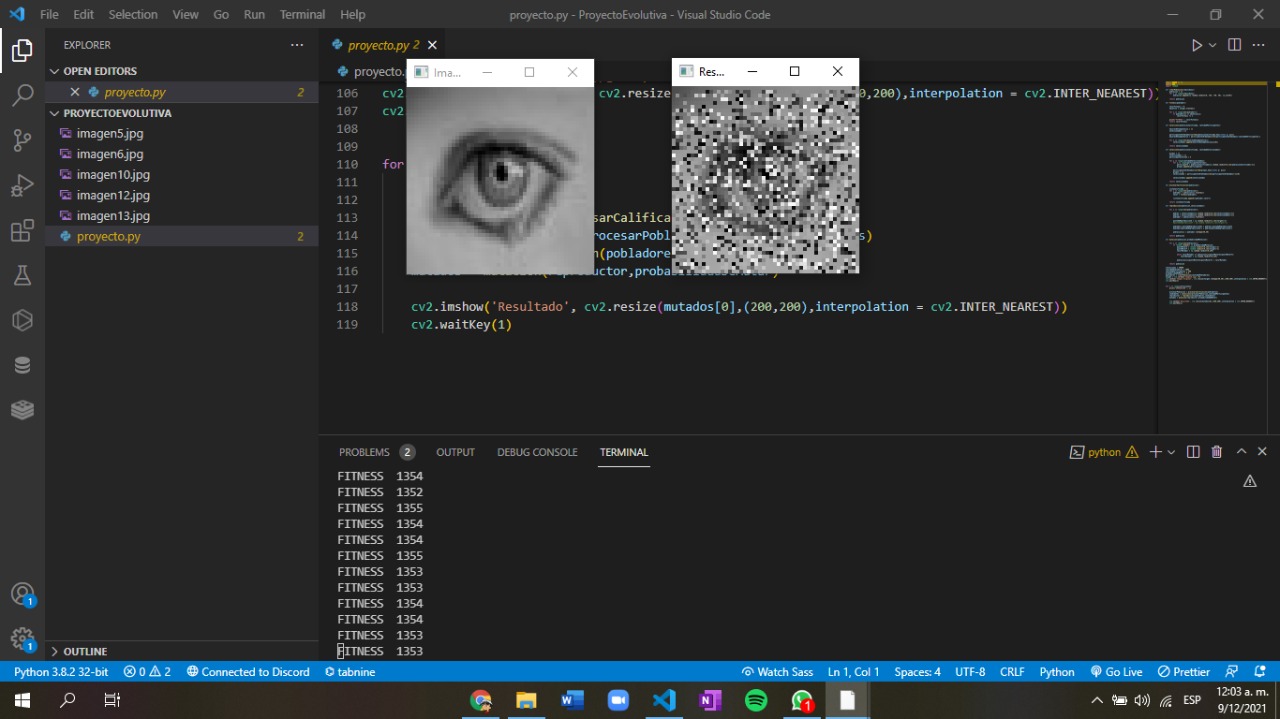 File Edit Selection View Go Run Terminal Help
proyecto.py - ProyectoEvolutiva - Visual Studio Code
EXPLORER
OPEN EDITORS
proyecto.py 2
PROYECTOEVOLUTIVA
imagen5.jpg
imagen6.jpg
imagen10.jpg
imagen12.jpg
imagen13.jpg
proyecto.py 2
OUTLINE
proyecto.py 2
proyecto.
Ima...
Res...
106 cv2 cv2.resize 0,200),interpolation = cv2.INTER_NEAREST))
107 cv2
108
109
110 for
111
112
113 sarCalifica
114 rocesarPobl s)
115 n(pobladore
116
117
118 cv2.imshow('Resultado', cv2.resize(mutados[0],(200,200),interpolation = cv2.INTER_NEAREST))
119 cv2.waitKey(1)
PROBLEMS 2 OUTPUT DEBUG CONSOLE TERMINAL
python
FITNESS 1354
FITNESS 1352
FITNESS 1355
FITNESS 1354
FITNESS 1354
FITNESS 1355
FITNESS 1353
FITNESS 1353
FITNESS 1354
FITNESS 1354
FITNESS 1353
FITNESS 1353
1
1
Python 3.8.2 32-bit 0 2 Connected to Discord tabnine
Watch Sass Ln 1, Col 1 Spaces: 4 UTF-8 CRLF Python Go Live Prettier
1
ESP
12:03 a. m.
9/12/2021